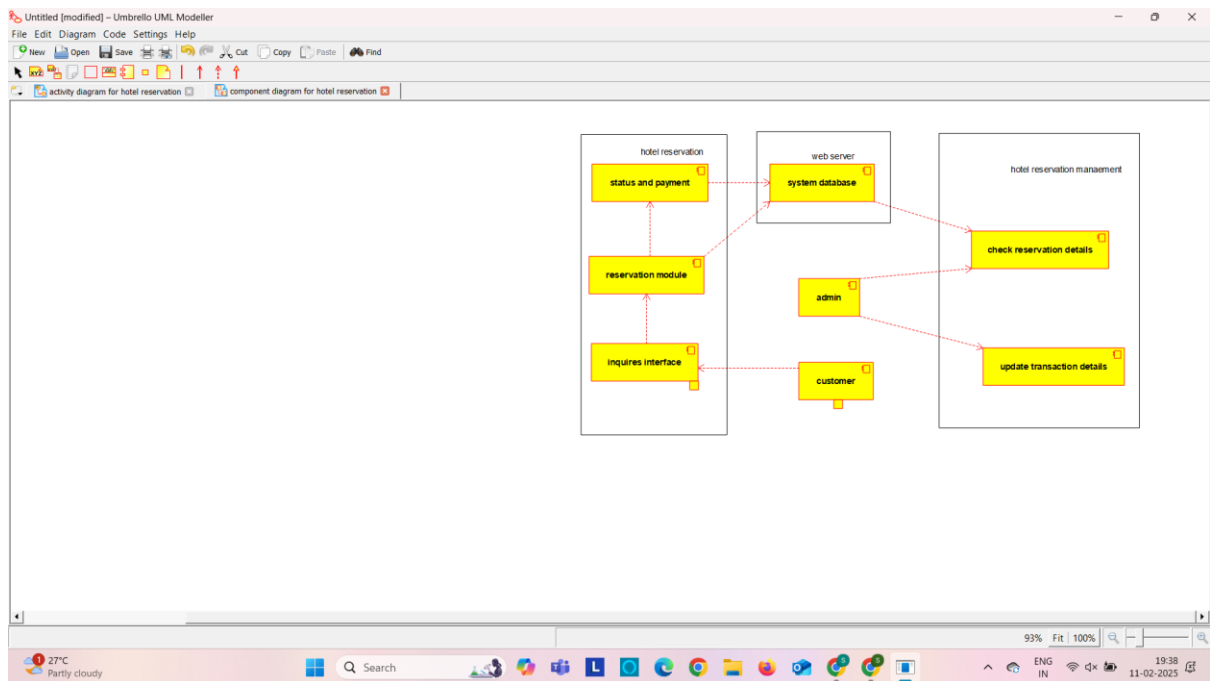 Untitled [modified] – Umbrello UML Modeller
File Edit Diagram Code Settings Help
New Open Save Cut Copy Paste Find
activity diagram for hotel reservation component diagram for hotel reservation
hotel reservation
web server
hotel reservation manaement
status and payment
system database
check reservation details
reservation module
admin
inquires interface
customer
update transaction details
93% Fit 100%
1
27°C
Partly cloudy
Search
L
ENG
IN
19:38
11-02-2025